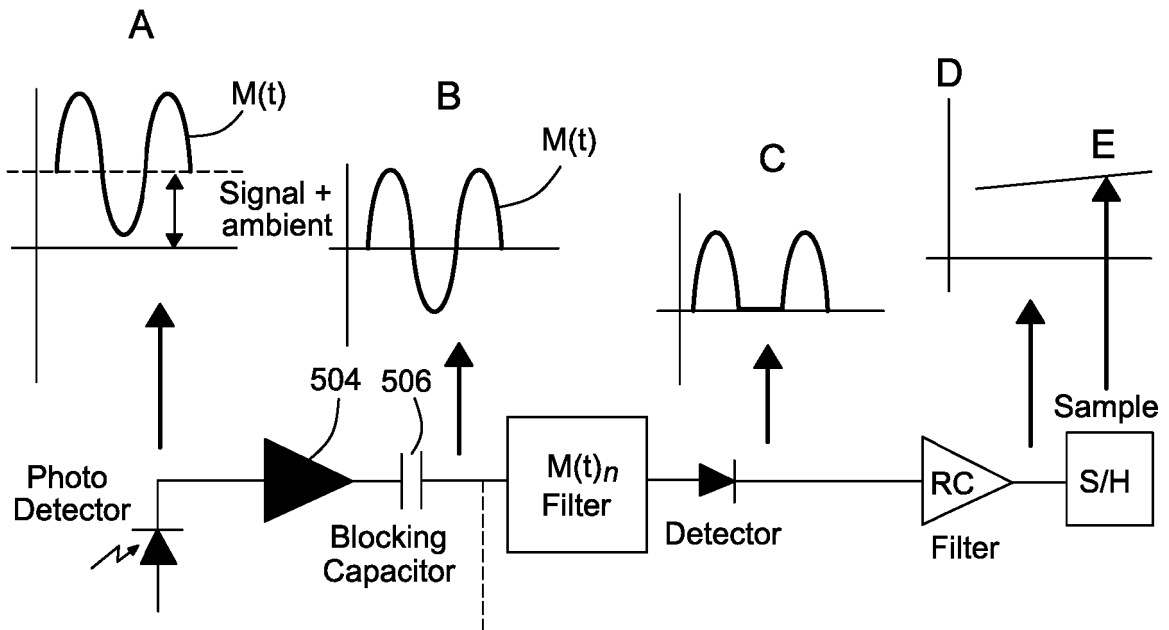 A
M(t)
Signal +
ambient
B
M(t)
C
D
E
504
506
Sample
Photo
Detector
Blocking
Capacitor
M(t)n
Filter
Detector
RC
Filter
S/H